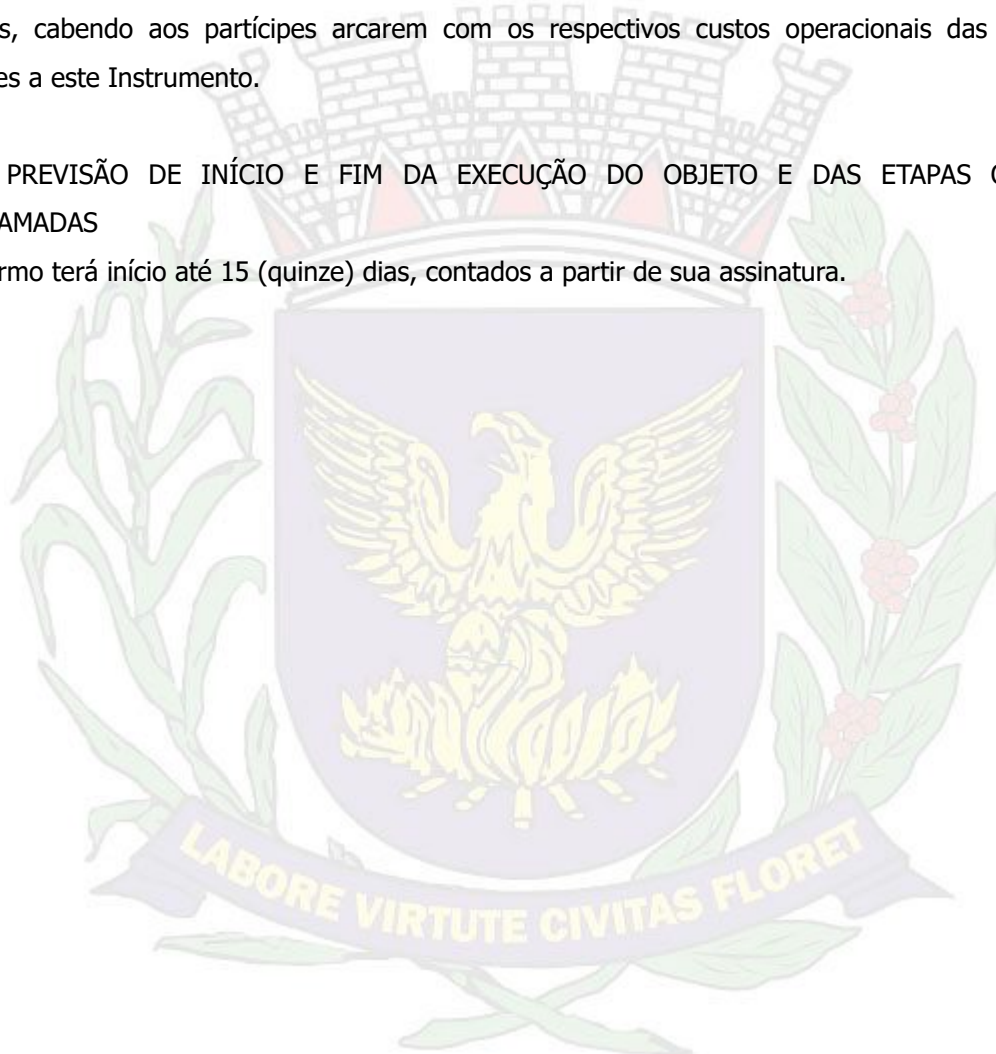 s, cabendo aos partícipes arcarem com os respectivos custos operacionais das
es a este Instrumento.
PREVISÃO DE INÍCIO E FIM DA EXECUÇÃO DO OBJETO E DAS ETAPAS
AMADAS
rmo terá início até 15 (quinze) dias, contados a partir de sua assinatura.
LABORE VIRTUTE CIVITAS FLORET